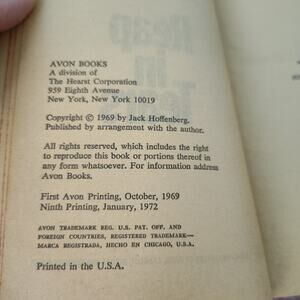 AVON BOOKS
A division of
The Hearst Corporation
959 Eighth Avenue
New York, New York 10019
Copyright © 1969 by Jack Hoffenberg.
Published by arrangement with the author.
All rights reserved, which includes the right
to reproduce this book or portions thereof in
any form whatsoever. For information address
Avon Books.
First Avon Printing, October, 1969
Ninth Printing, January, 1972
AVON TRADEMARK REG. U.S. PAT. OFF. AND
FOREIGN COUNTRIES, REGISTERED TRADEMARK—
MARCA REGISTRADA, HECHO EN CHICAGO, U.S.A.
Printed in the U.S.A.